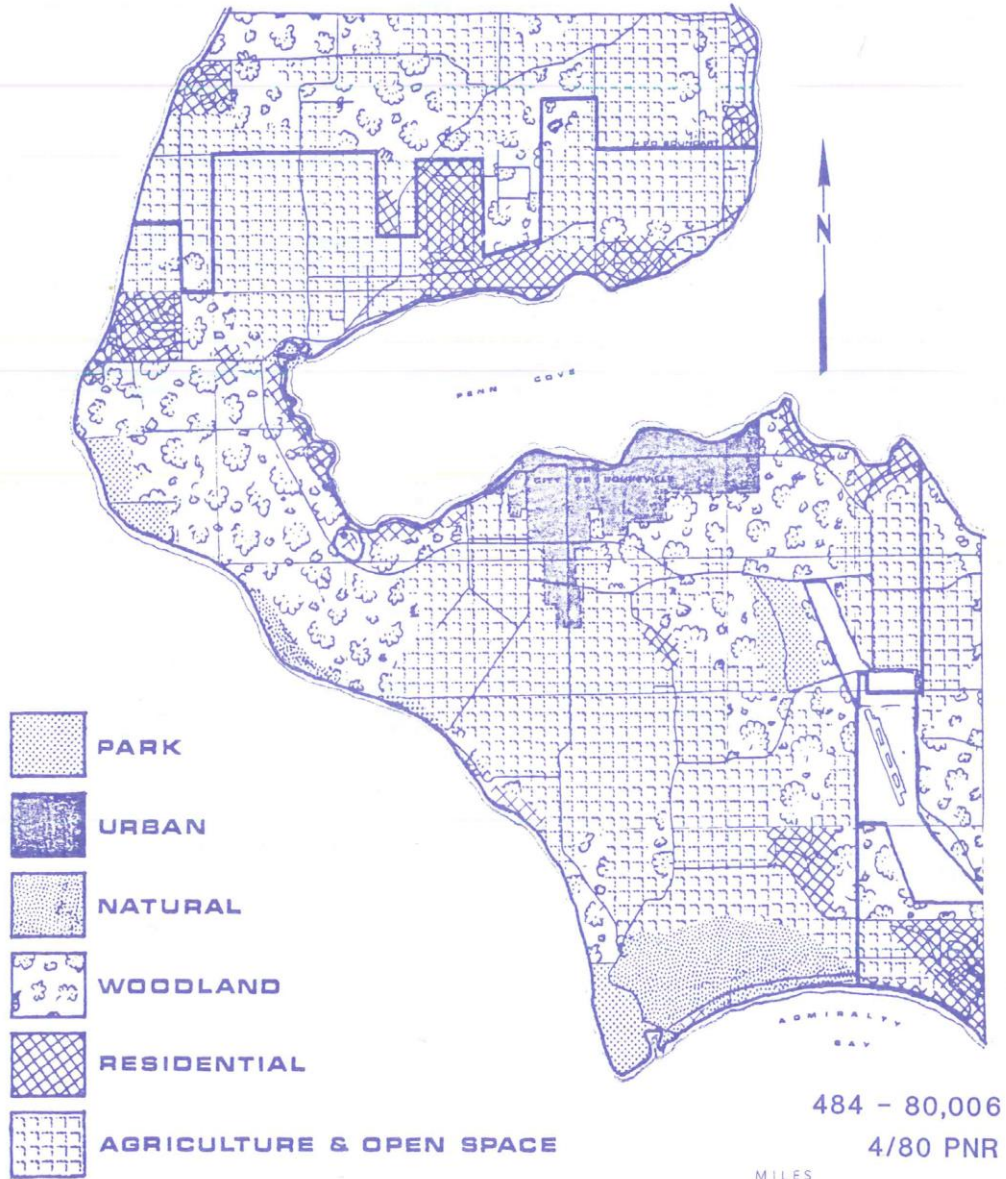 H P D BOUNDARY
N
PENN COVE
CITY OF COUPEVILLE
PARK
URBAN
NATURAL
WOODLAND
RESIDENTIAL
AGRICULTURE & OPEN SPACE
ADMIRALTY
BAY
484 - 80,006
4/80 PNR
MILES